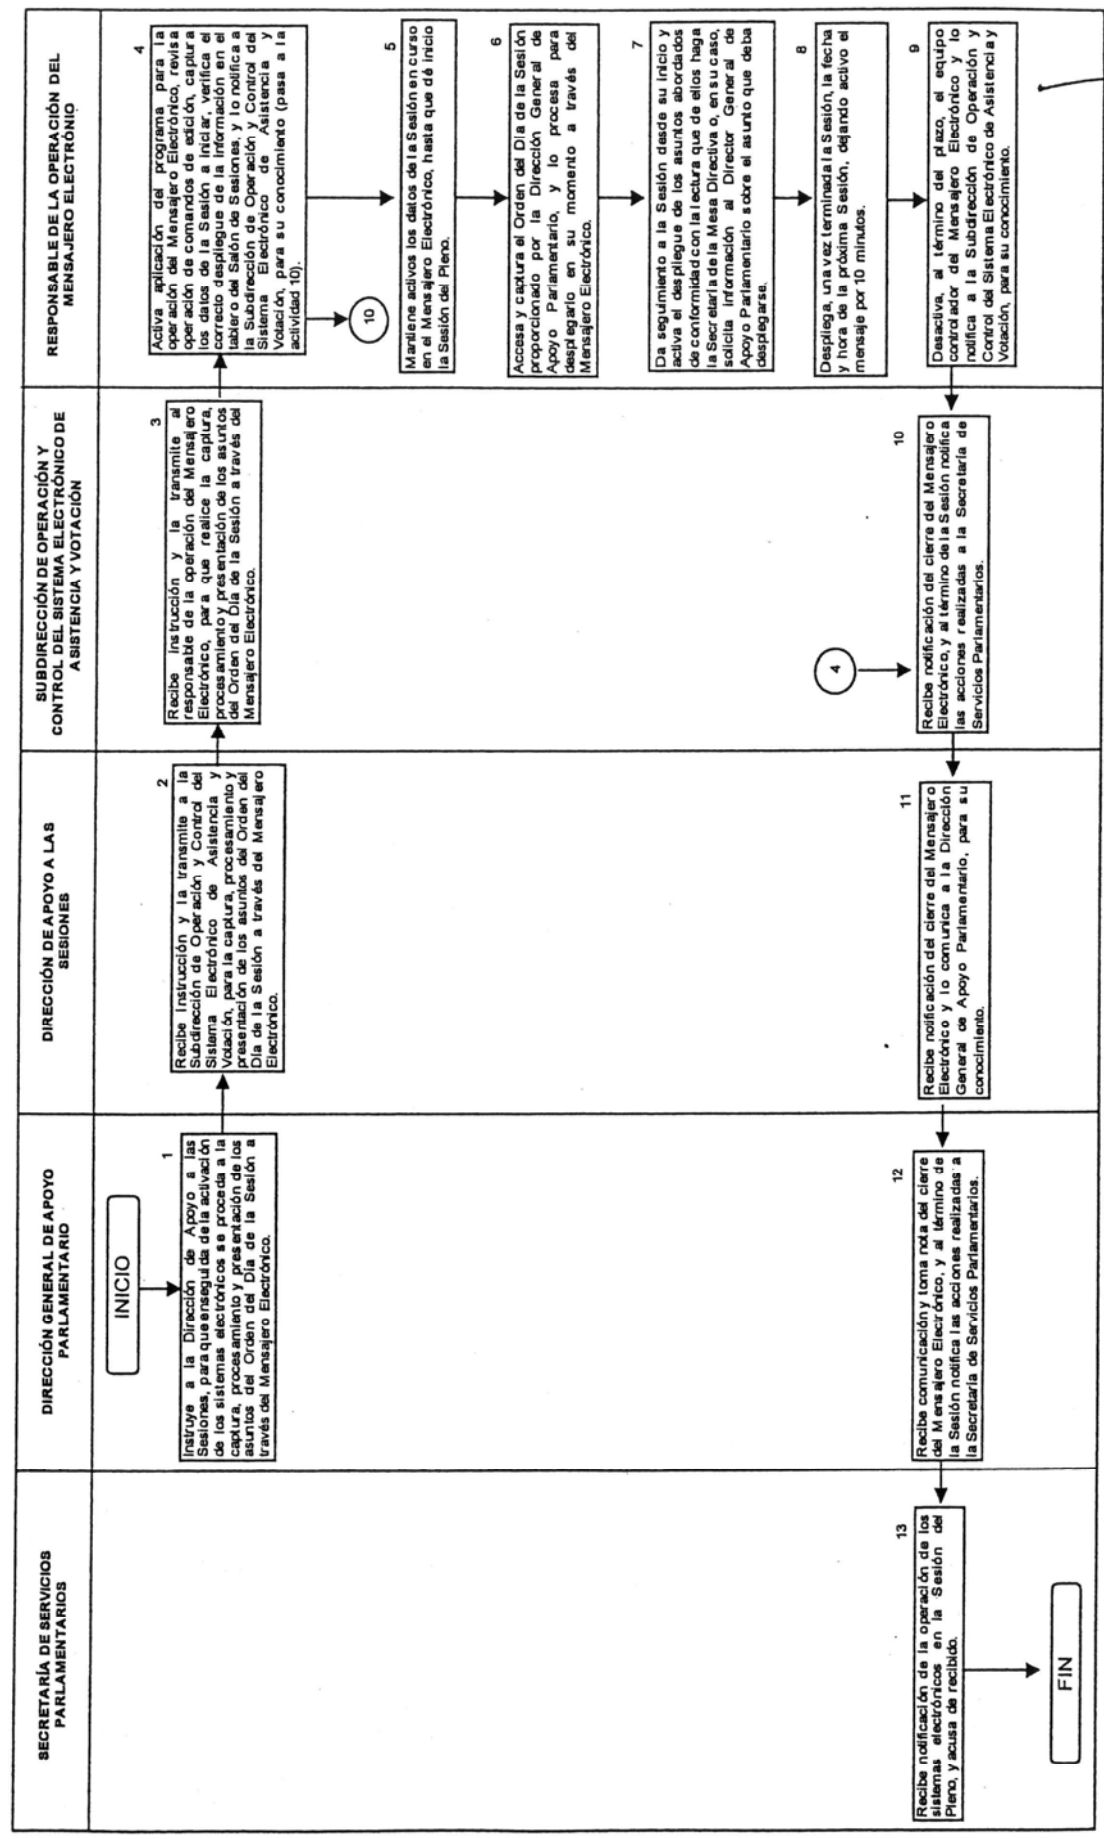 SECRETARÍA DE SERVICIOS
PARLAMENTARIOS
DIRECCIÓN GENERAL DE APOYO
PARLAMENTARIO
DIRECCIÓN DE APOYO A LAS
SESIONES
SUBDIRECCIÓN DE OPERACIÓN Y
CONTROL DEL SISTEMA ELECTRÓNICO DE
ASISTENCIA Y VOTACIÓN
RESPONSABLE DE LA OPERACIÓN DEL
MENSAJERO ELECTRÓNIO
INICIO
1
Instruye a la Dirección de Apoyo a las
Sesiones, para que enseguida de la activación
de los sistemas electrónicos se proceda a la
captura, procesamiento y presentación de los
asuntos del Orden del Día de la Sesión a
través del Mensajero Electrónico.
2
Recibe Instrucción y la transmite a la
Subdirección de Operación y Control del
Sistema Electrónico de Asistencia y
Votación, para la captura, procesamiento y
presentación de los asuntos del Orden del
Día de la Sesión a través del Mensajero
Electrónico.
3
Recibe instrucción y la transmite al
responsable de la operación del Mensajero
Electrónico, para que realice la captura,
procesamiento y presentación de los asuntos
del Orden del Día de la Sesión a través del
Mensajero Electrónico.
4
Activa aplicación del programa para la
operación del Mensajero Electrónico, revisa
operación de comandos de edición, captura
los datos de la Sesión a Iniciar, verifica el
correcto despliegue de la Información en el
tablero del Salón de Sesiones, y lo notifica a
la Subdirección de Operación y Control del
Sistema Electrónico de Asistencia y
Votación, para su conocimiento (pasa a la
actividad 10).
10
5
Mantiene activos los datos de la Sesión en curso
en el Mensajero Electrónico, hasta que dé inicio
la Sesión del Pleno.
6
Accesa y captura el Orden del Día de la Sesión
proporcionado por la Dirección General de
Apoyo Parlamentario, y lo procesa para
desplegarlo en su momento a través del
Mensajero Electrónico.
7
Da seguimiento a la Sesión desde su inicio y
activa el despliegue de los asuntos abordados
de conformidad con la lectura que de ellos haga
la Secretaría de la Mesa Directiva o, en su caso,
solicita información al Director General de
Apoyo Parlamentario sobre el asunto que deba
desplegarse.
8
Despliega, una vez terminada la Sesión, la fecha
y hora de la próxima Sesión, dejando activo el
mensaje por 10 minutos.
9
Desactiva, al término del plazo, el equipo
controlador del Mensajero Electrónico y lo
notifica a la Subdirección de Operación y
Control del Sistema Electrónico de Asistencia y
Votación, para su conocimiento.
4
10
Recibe notificación del cierre del Mensajero
Electrónico, y al término de la Sesión notifica
las acciones realizadas a la Secretaría de
Servicios Parlamentarios.
11
Recibe notificación del cierre del Mensajero
Electrónico y lo comunica a la Dirección
General de Apoyo Parlamentario, para su
conocimiento.
12
Recibe comunicación y toma nota del cierre
del Mensajero Electrónico, y al término de
la Sesión notifica las acciones realizadas a
la Secretaría de Servicios Parlamentarios.
13
Recibe notificación de la operación de los
sistemas electrónicos en la Sesión del
Pleno, y acusa de recibido.
FIN